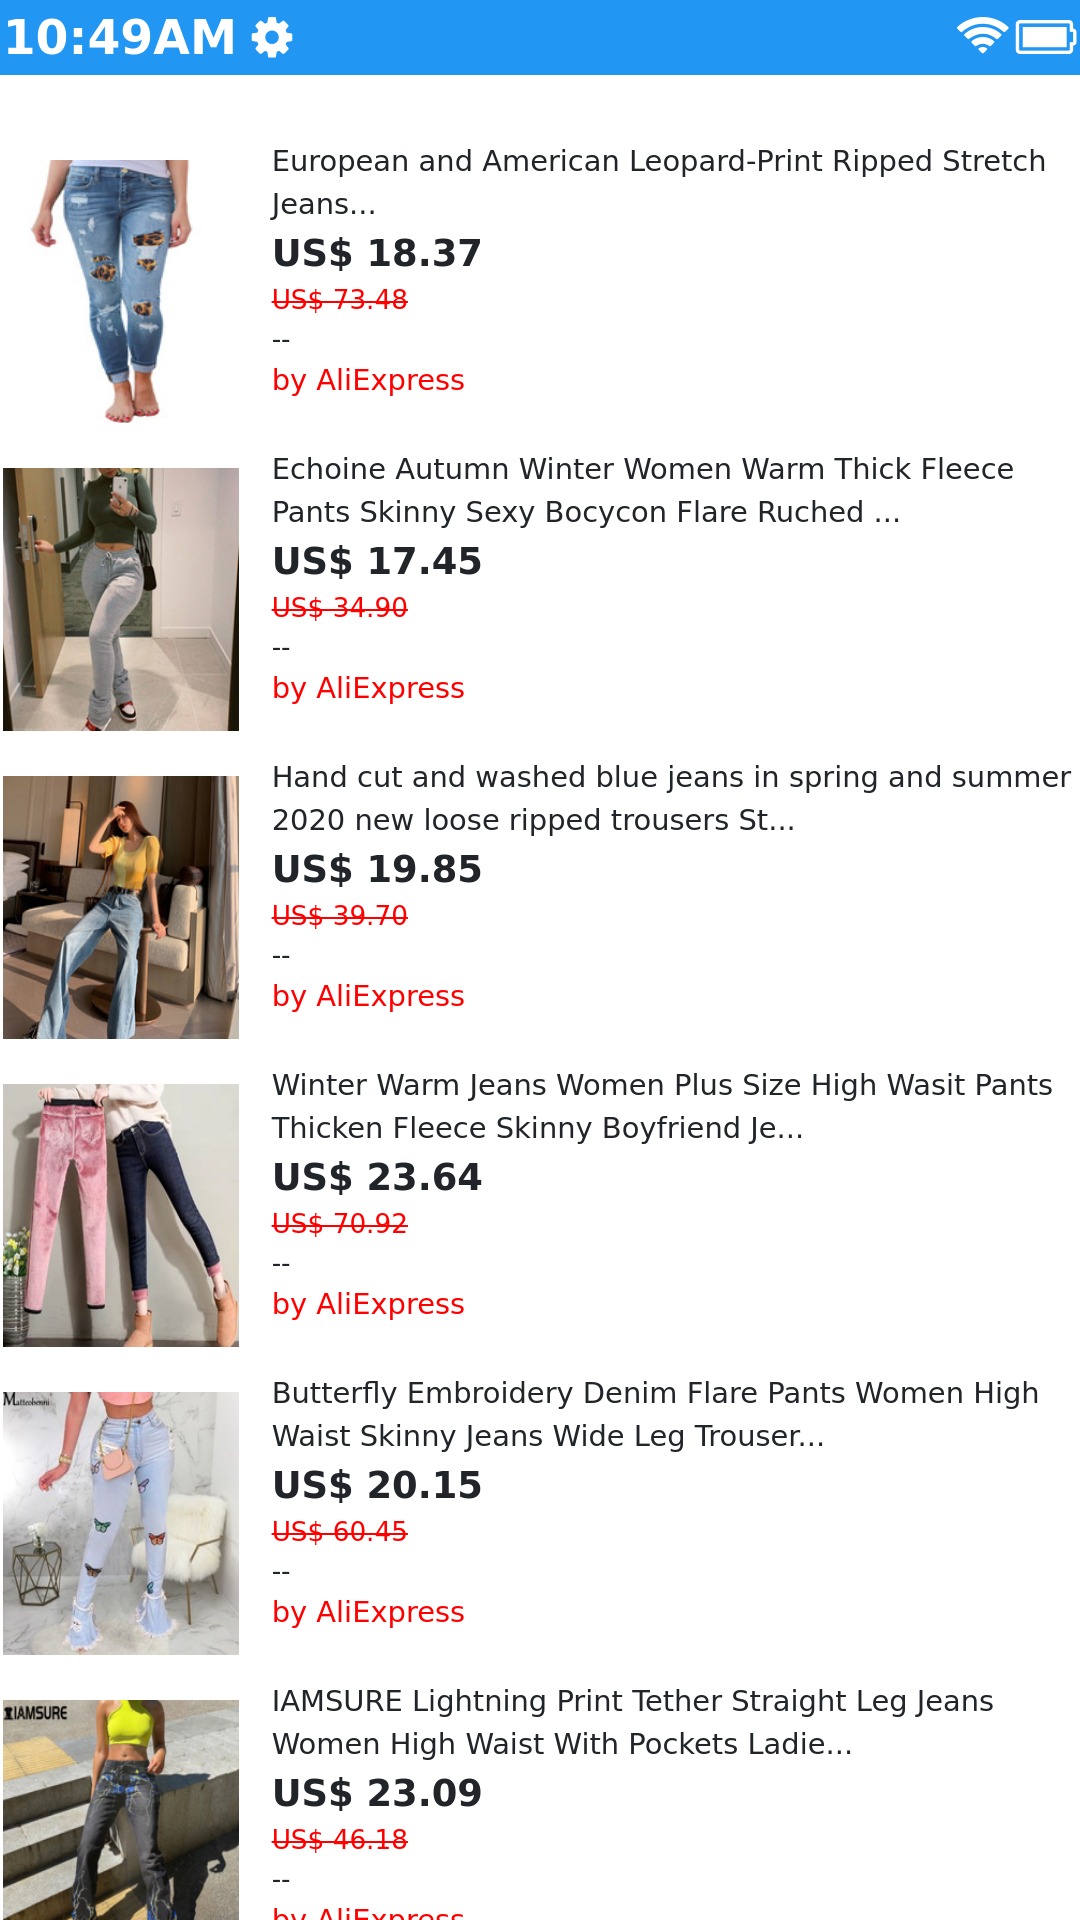 10:49AM
European and American Leopard-Print Ripped Stretch
Jeans...
US$ 18.37
US$ 73.48
--
by AliExpress
Echoine Autumn Winter Women Warm Thick Fleece
Pants Skinny Sexy Bocycon Flare Ruched ...
US$ 17.45
US$ 34.90
--
by AliExpress
Hand cut and washed blue jeans in spring and summer
2020 new loose ripped trousers St...
US$ 19.85
US$ 39.70
--
by AliExpress
Winter Warm Jeans Women Plus Size High Wasit Pants
Thicken Fleece Skinny Boyfriend Je...
US$ 23.64
US$ 70.92
--
by AliExpress
Matteobenni
Butterfly Embroidery Denim Flare Pants Women High
Waist Skinny Jeans Wide Leg Trouser...
US$ 20.15
US$ 60.45
--
by AliExpress
IAMSURE
IAMSURE Lightning Print Tether Straight Leg Jeans
Women High Waist With Pockets Ladie...
US$ 23.09
US$ 46.18
--
by AliExpress